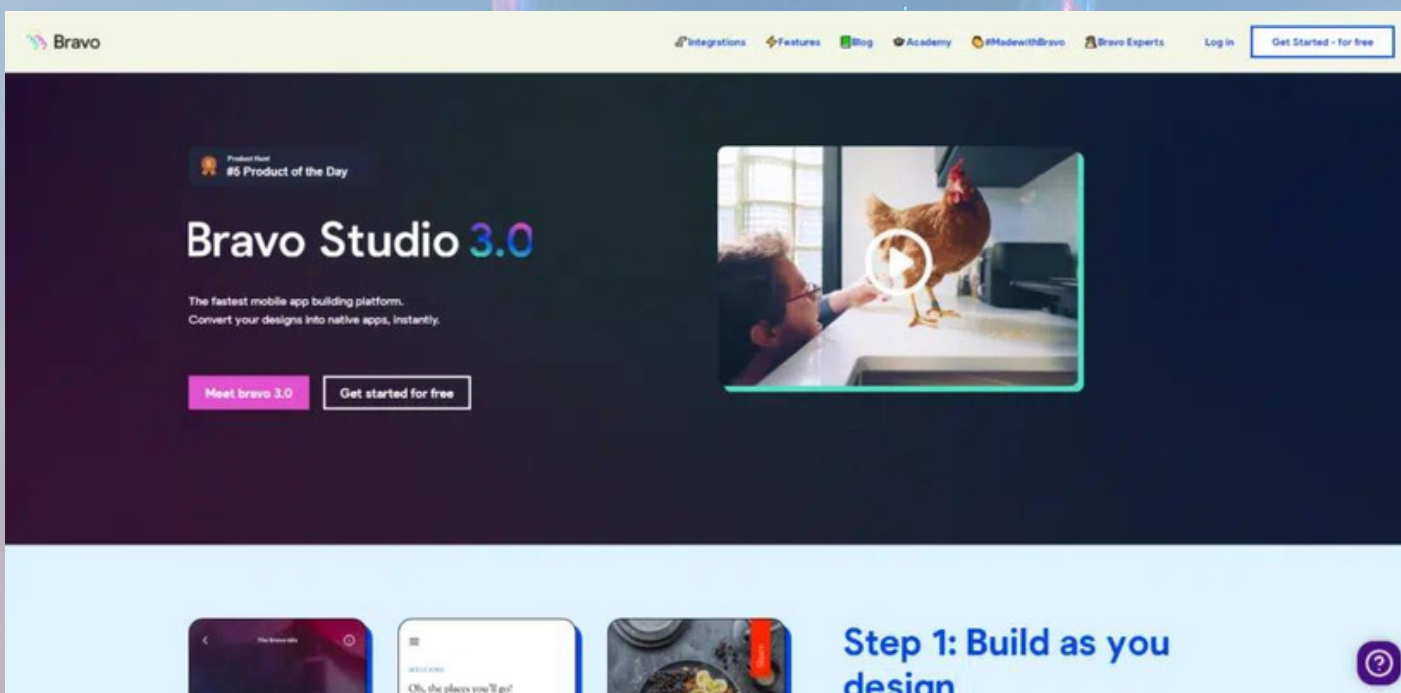 Bravo
Integrations Features Blog Academy #MadewithBravo Bravo Experts Log in Get Started - for free
Product Hunt
#5 Product of the Day
Bravo Studio 3.0
The fastest mobile app building platform.
Convert your designs into native apps, instantly.
Meet bravo 3.0 Get started for free
WELCOME
Oh, the places you'll go!
Step 1: Build as you
design